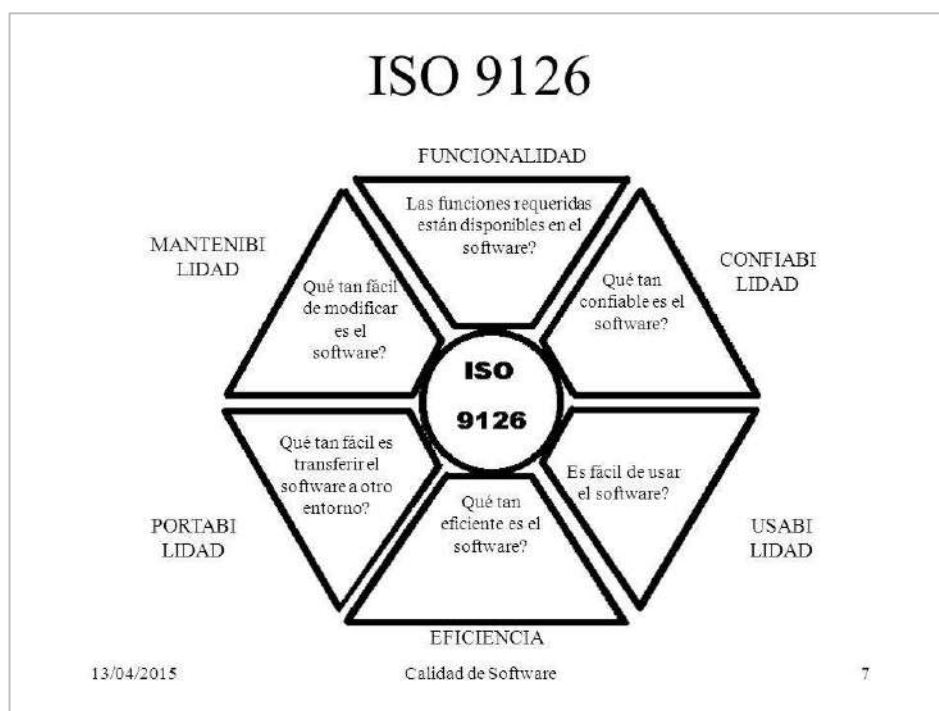 ISO 9126
FUNCIONALIDAD
Las funciones requeridas
están disponibles en el
software?
MANTENIBI
LIDAD
Qué tan fácil
de modificar
es el
software?
CONFIABI
LIDAD
Qué tan
confiable es el
software?
ISO
9126
Qué tan fácil es
transferir el
software a otro
entorno?
PORTABI
LIDAD
Qué tan
eficiente es el
software?
EFICIENCIA
Es fácil de usar
el software?
USABI
LIDAD
13/04/2015
Calidad de Software
7